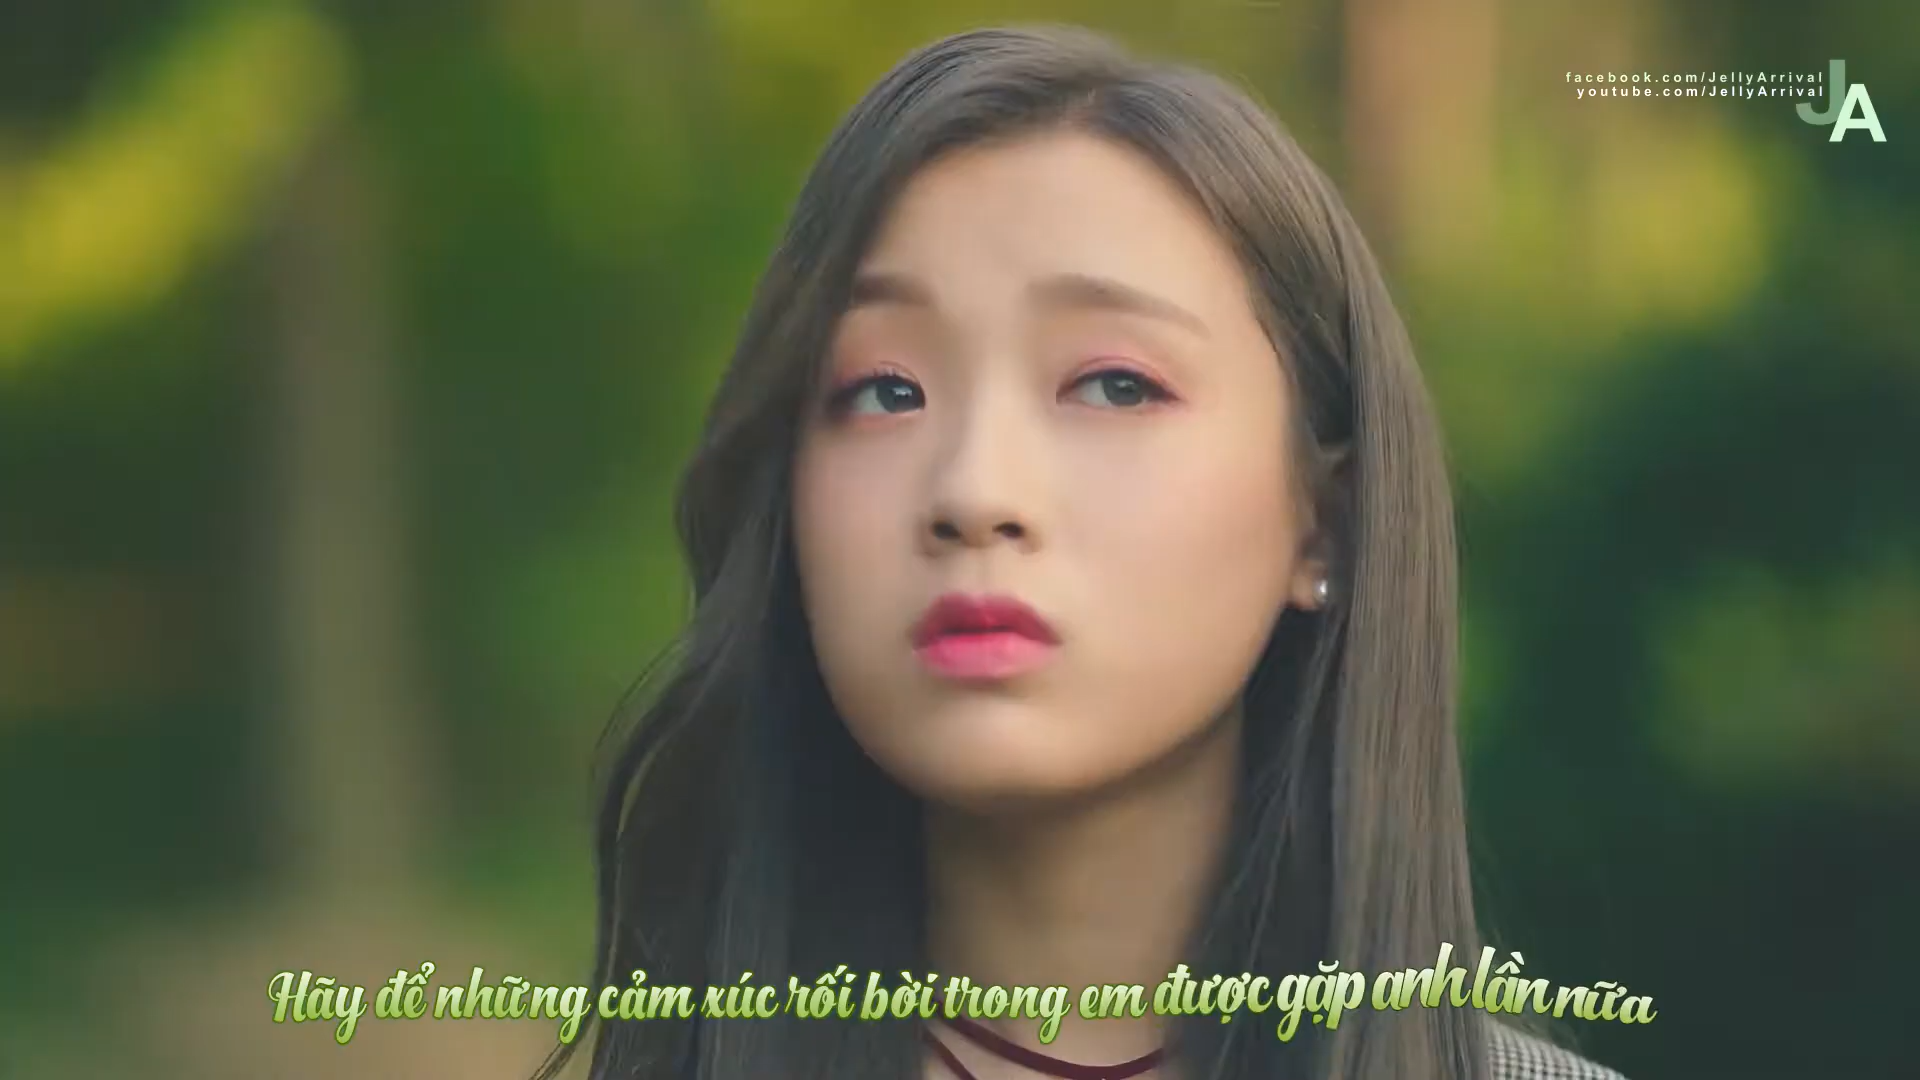 facebook.com/JellyArrival
youtube.com/JellyArrival
JA
Hãy để những cảm xúc rối bời trong em được gặp anh lần nữa